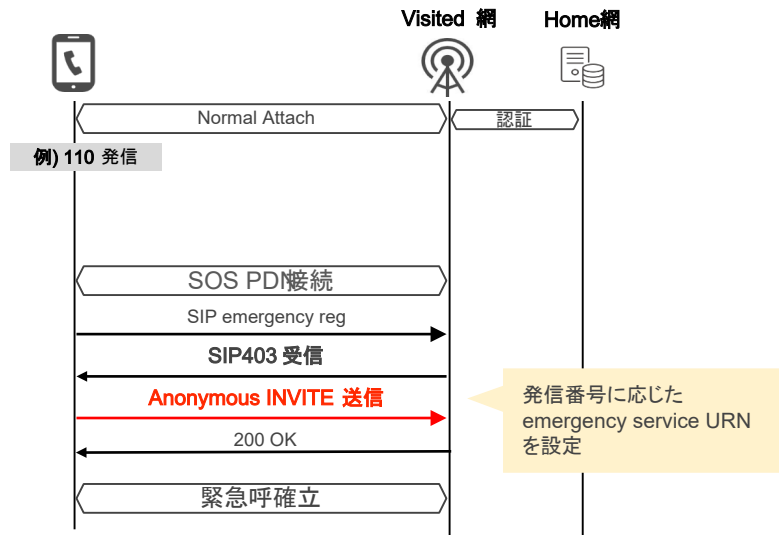 Visited 網
Home網
Normal Attach
認証
例) 110 発信
SOS PDN接続
SIP emergency reg
SIP403 受信
Anonymous INVITE 送信
200 OK
発信番号に応じた
emergency service URN
を設定
緊急呼確立